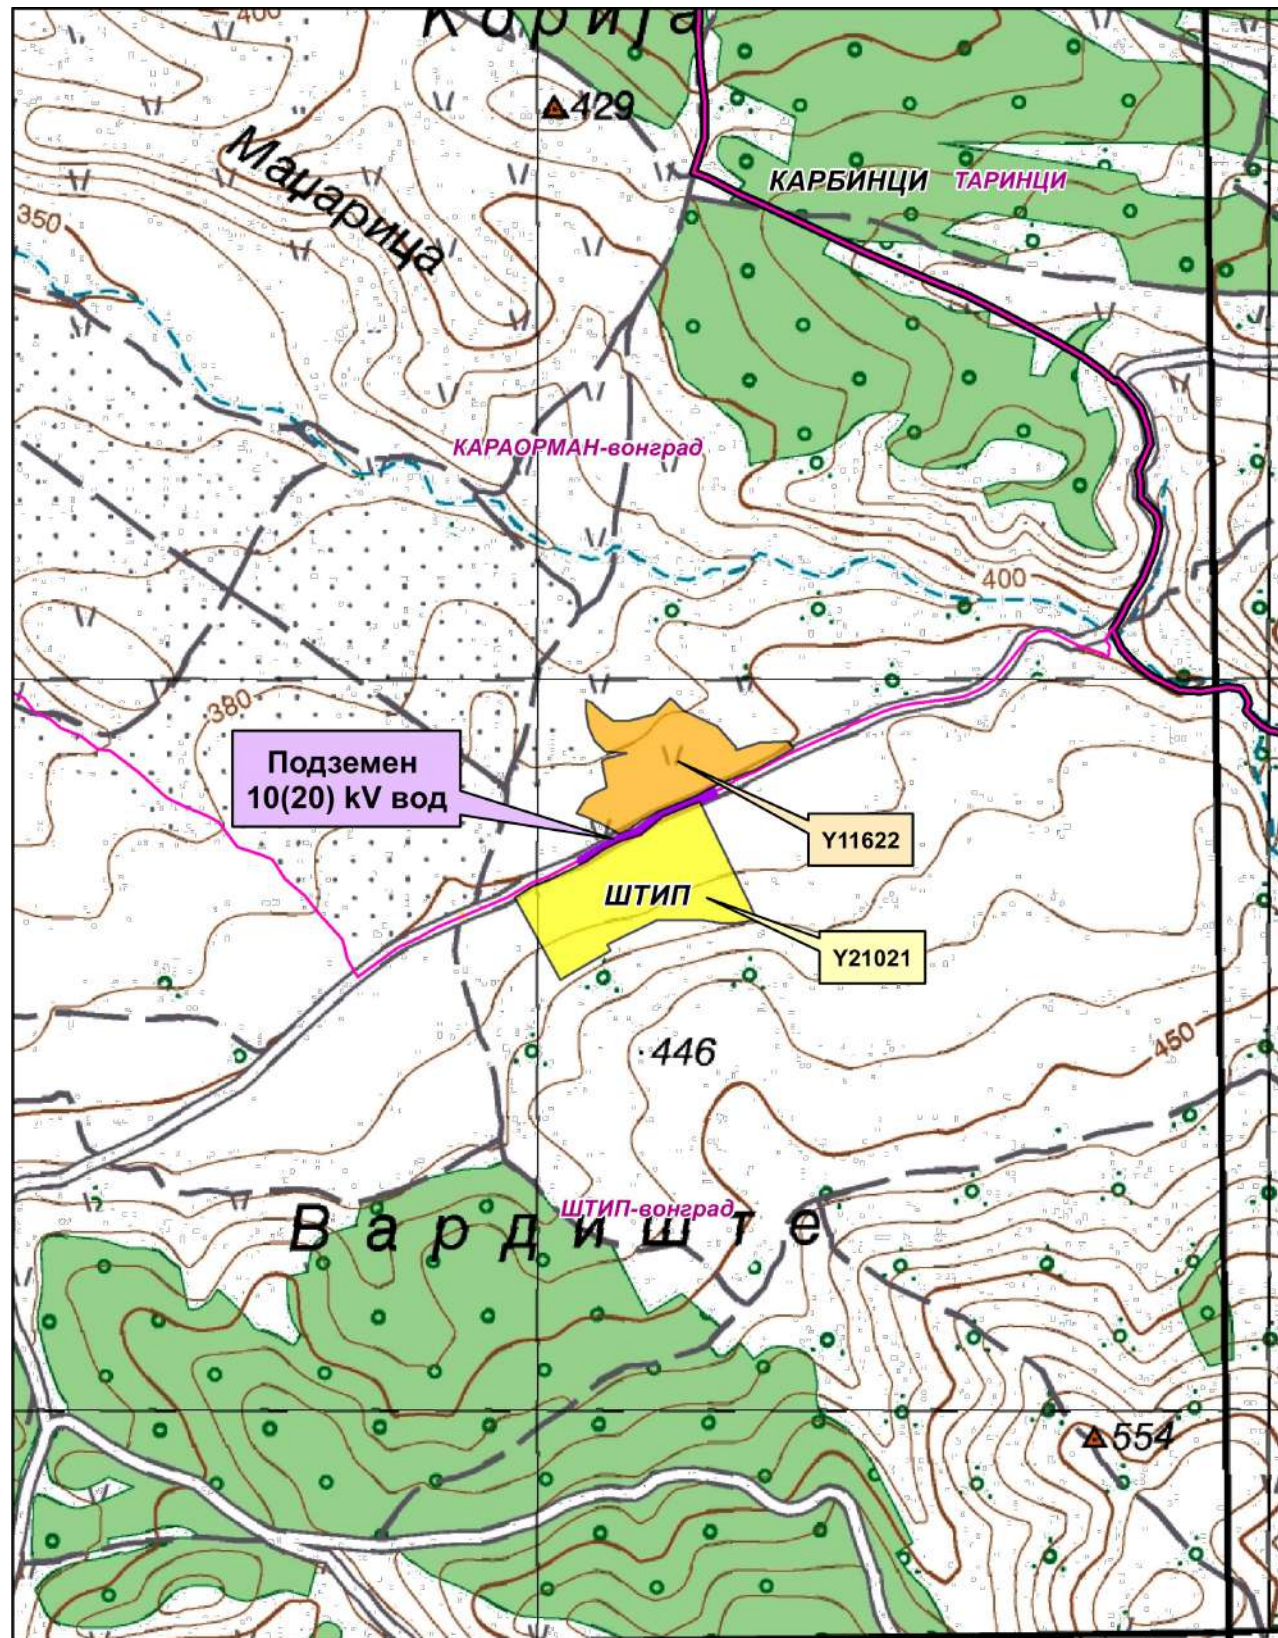 400
Корија
429
Маџарица
КАРБИНЦИ ТАРИНЦИ
350
КАРАОРМАН-вонград
400
380
Подземен
10(20) kV вод
Y11622
ШТИП
Y21021
446
450
ШТИП-вонград
Вардиште
554